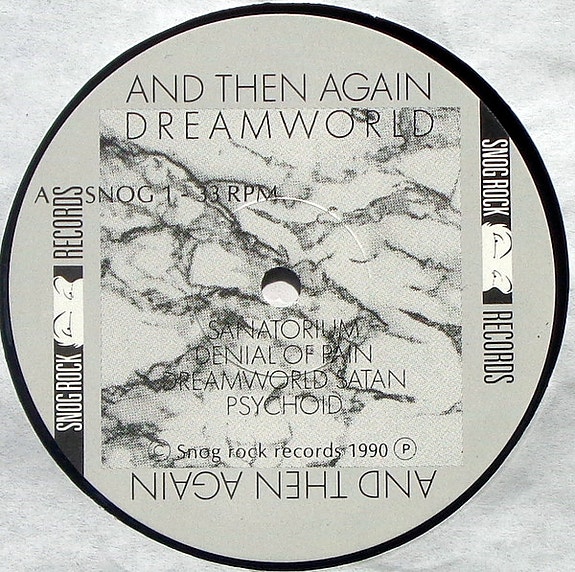 AND THEN AGAIN
DREAMWORLD
A - SNOG 1 - 33 RPM
SNOG ROCK RECORDS
SNOG ROCK RECORDS
SANATORIUM
DENIAL OF PAIN
DREAMWORLD SATAN
PSYCHOID
© Snog rock records 1990 Ⓟ
AND THEN AGAIN